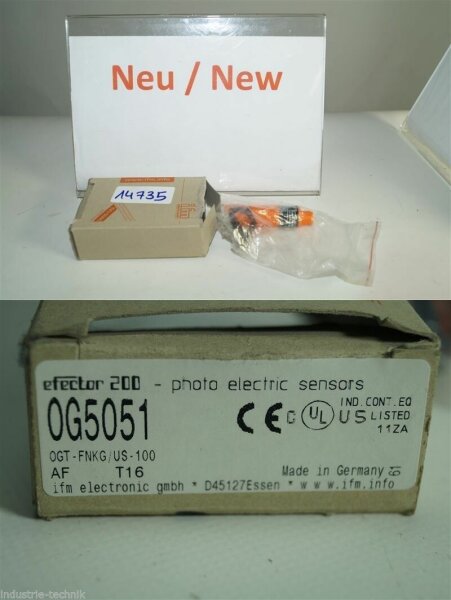 Neu / New
14735
efector 200 - photo electric sensors
OG5051
CE C UL US IND.CONT.EQ LISTED 11ZA
OGT-FNKG/US-100
AF T16
Made in Germany
ifm electronic gmbh * D45127Essen * www.ifm.info
industrie-technik